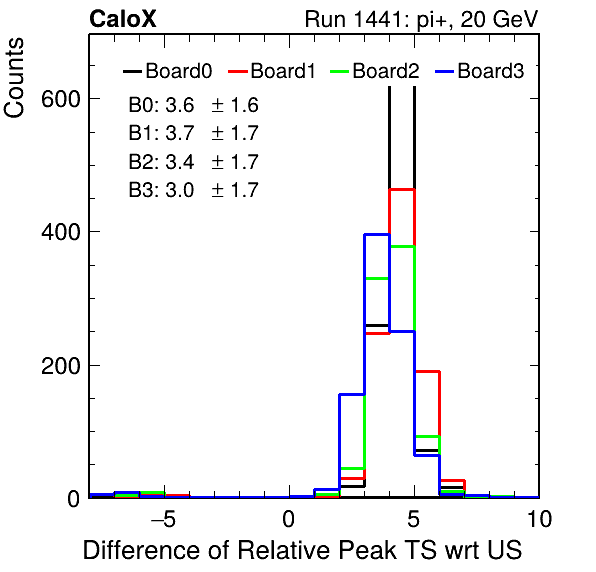 CaloX Run 1441: pi+, 20 GeV
Counts
Board0 Board1 Board2 Board3
B0: 3.6 ± 1.6
B1: 3.7 ± 1.7
B2: 3.4 ± 1.7
B3: 3.0 ± 1.7
600
400
200
0
−5 0 5 10
Difference of Relative Peak TS wrt US